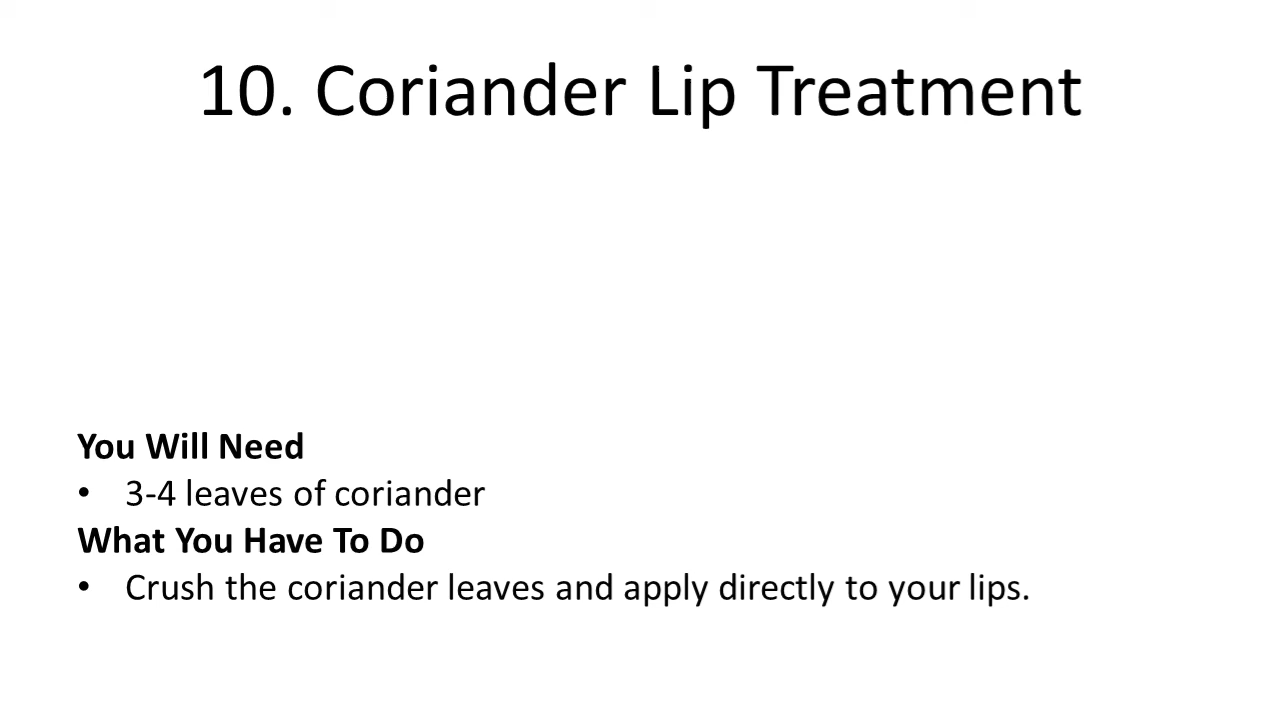 10. Coriander Lip Treatment
You Will Need
• 3-4 leaves of coriander
What You Have To Do
• Crush the coriander leaves and apply directly to your lips.